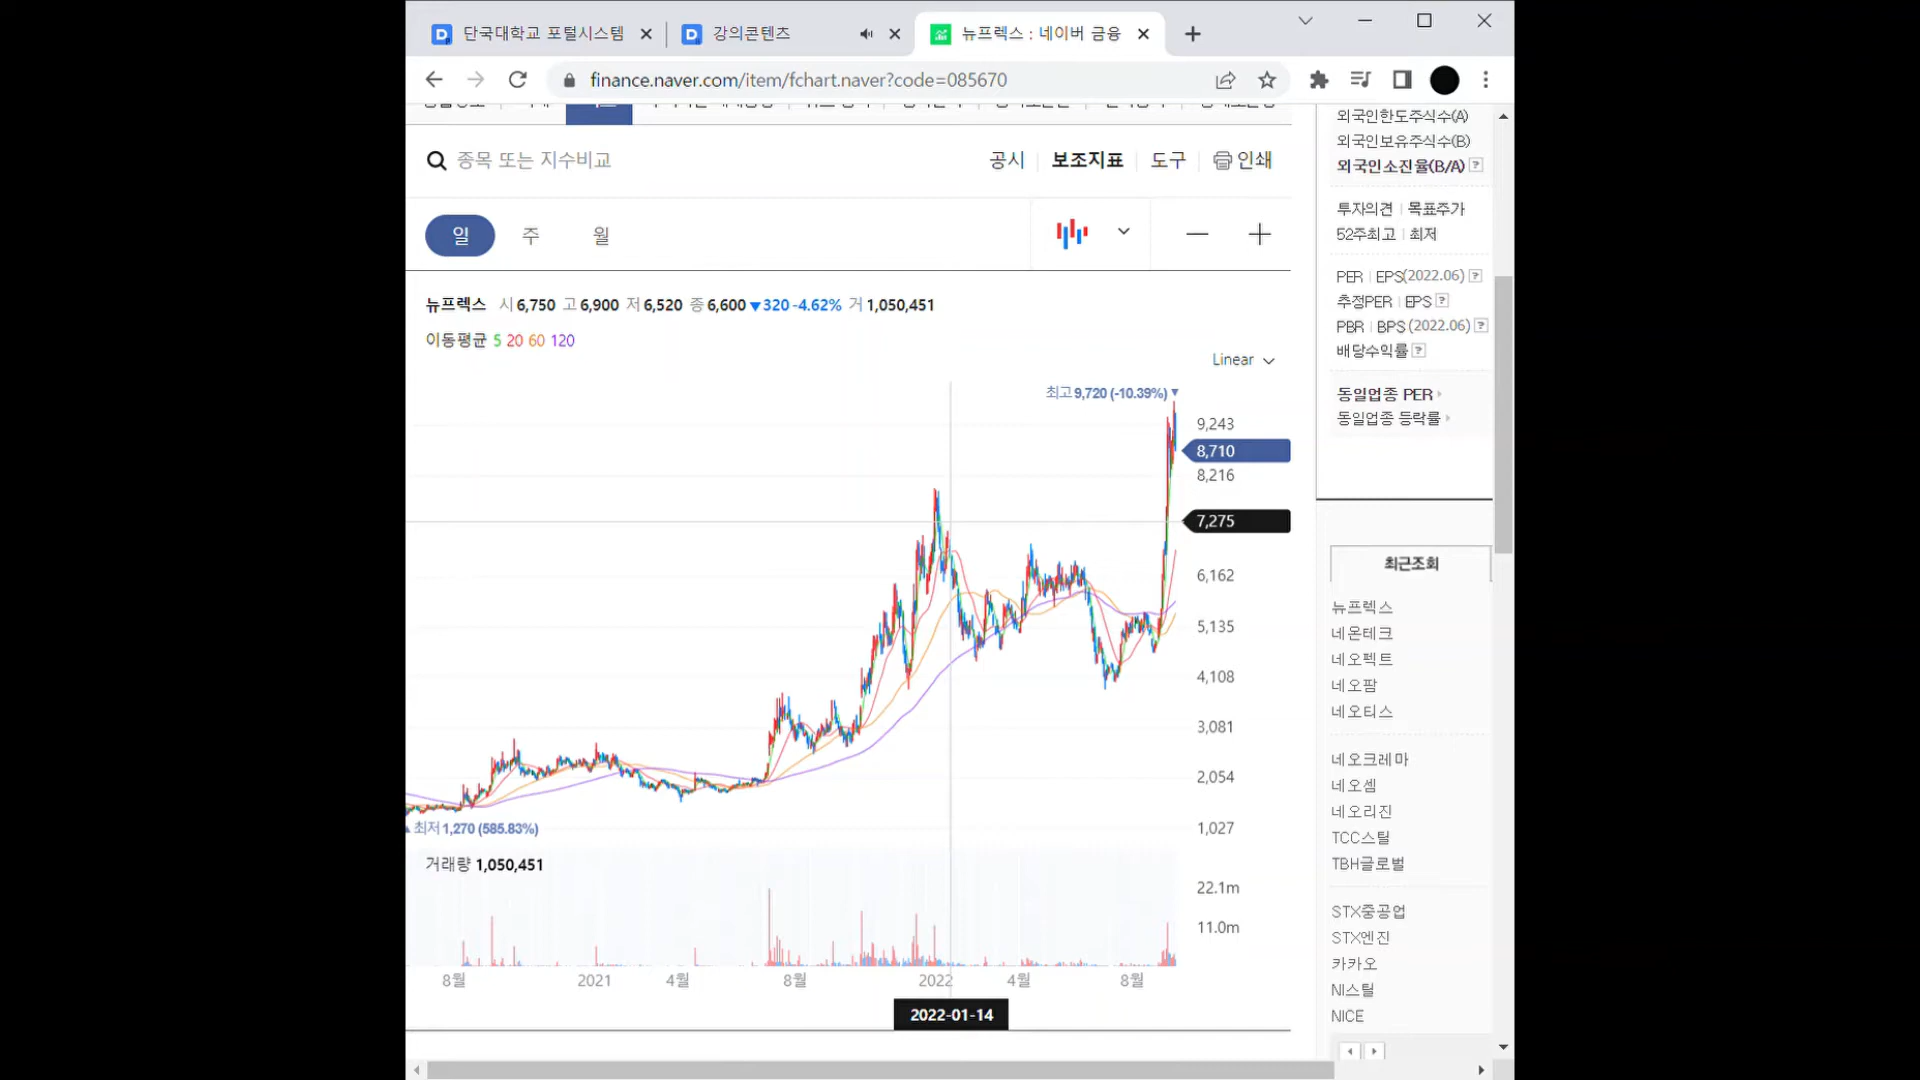 단국대학교 포털시스템
강의콘텐츠
뉴프렉스 : 네이버 금융
finance.naver.com/item/fchart.naver?code=085670
종목 또는 지수비교
공시
보조지표
도구
인쇄
일
주
월
뉴프렉스 시 6,750 고 6,900 저 6,520 종 6,600 ▼320 -4.62% 거 1,050,451
이동평균 5 20 60 120
Linear
최고 9,720 (-10.39%) ▼
9,243
8,710
8,216
7,275
6,162
5,135
4,108
3,081
2,054
1,027
▲ 최저 1,270 (585.83%)
거래량 1,050,451
22.1m
11.0m
8월
2021
4월
8월
2022
4월
8월
2022-01-14
외국인한도주식수(A)
외국인보유주식수(B)
외국인소진율(B/A) ?
투자의견 | 목표주가
52주최고 | 최저
PER | EPS(2022.06) ?
추정PER | EPS ?
PBR | BPS (2022.06) ?
배당수익률 ?
동일업종 PER
동일업종 등락률
최근조회
뉴프렉스
네온테크
네오펙트
네오팜
네오티스
네오크레마
네오셈
네오리진
TCC스틸
TBH글로벌
STX중공업
STX엔진
카카오
NI스틸
NICE